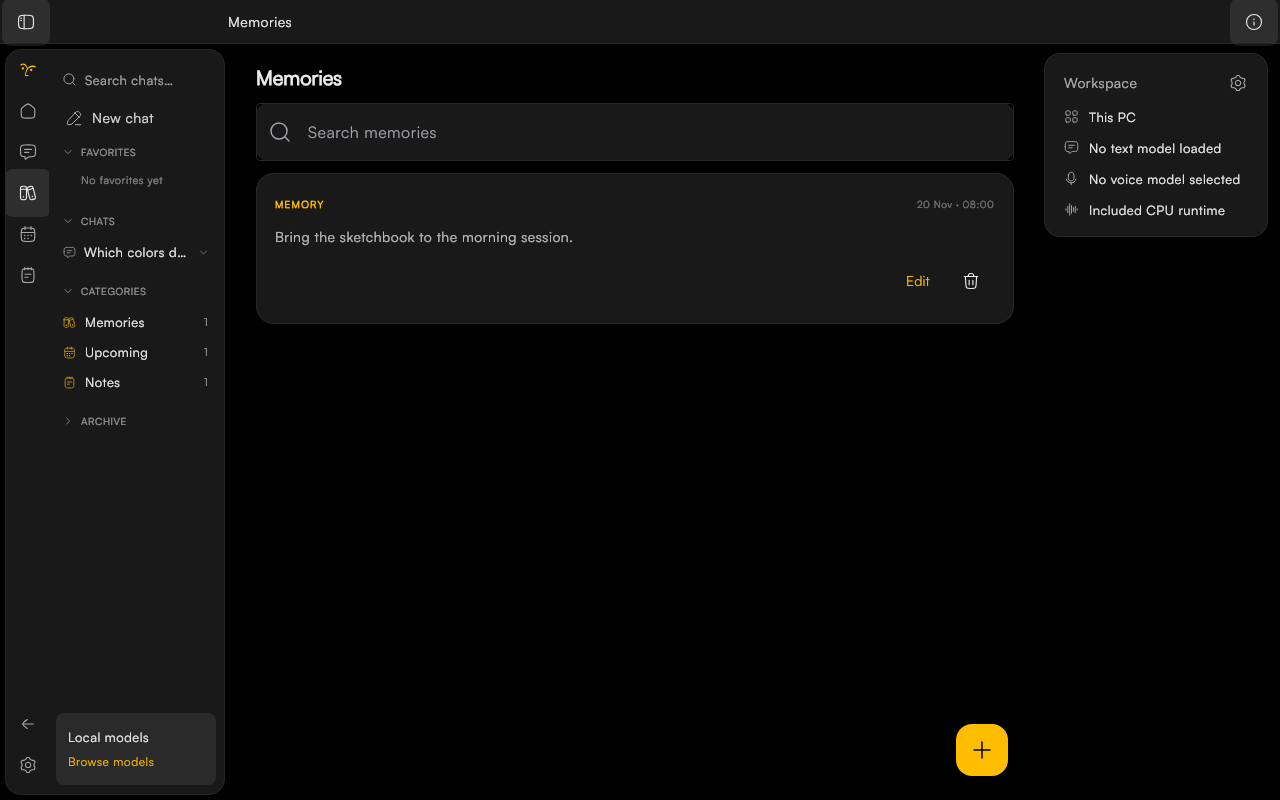 Memories
Search chats...
New chat
FAVORITES
No favorites yet
CHATS
Which colors d...
CATEGORIES
Memories 1
Upcoming 1
Notes 1
ARCHIVE
Local models
Browse models
Memories
Search memories
MEMORY 20 Nov • 08:00
Bring the sketchbook to the morning session.
Edit
Workspace
This PC
No text model loaded
No voice model selected
Included CPU runtime